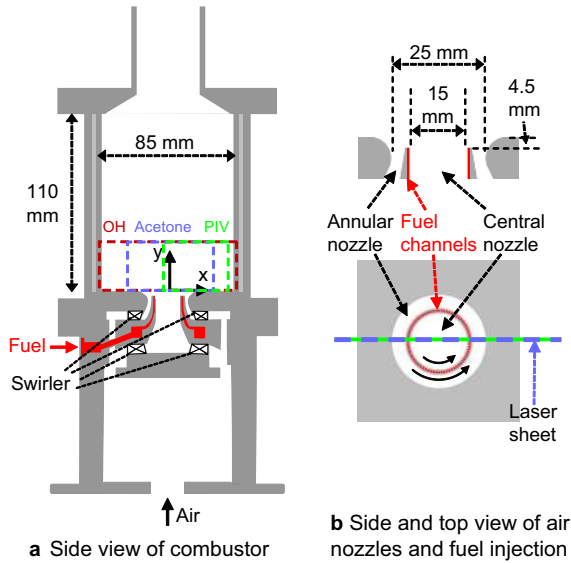 25 mm
15
mm
4.5
mm
85 mm
110
mm
OH Acetone PIV
y
x
Fuel
Swirler
Air
Annular
nozzle
Fuel
channels
Central
nozzle
Laser
sheet
a Side view of combustor
b Side and top view of air
nozzles and fuel injection